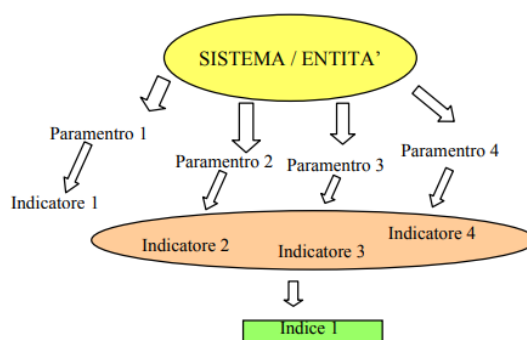 SISTEMA / ENTITA’
Paramentro 1
Paramentro 2
Paramentro 3
Paramentro 4
Indicatore 1
Indicatore 2
Indicatore 3
Indicatore 4
Indice 1